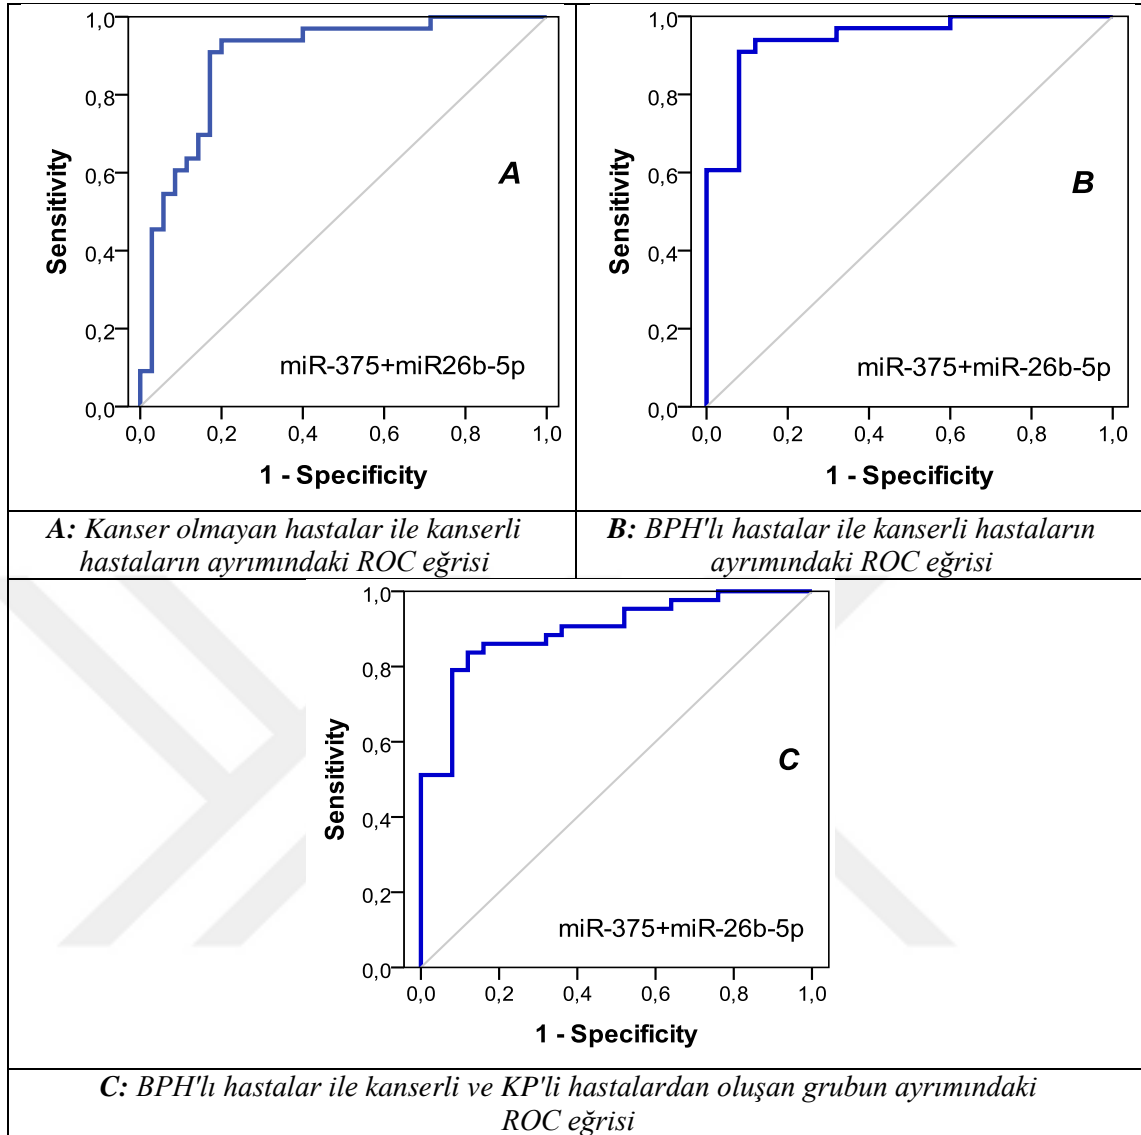 1,0
0,8
0,6
0,4
0,2
0,0
Sensitivity
A
miR-375+miR26b-5p
0,0 0,2 0,4 0,6 0,8 1,0
1 - Specificity
1,0
0,8
0,6
0,4
0,2
0,0
Sensitivity
B
miR-375+miR-26b-5p
0,0 0,2 0,4 0,6 0,8 1,0
1 - Specificity
A: Kanser olmayan hastalar ile kanserli
hastaların ayrımındaki ROC eğrisi
B: BPH'lı hastalar ile kanserli hastaların
ayrımındaki ROC eğrisi
1,0
0,8
0,6
0,4
0,2
0,0
Sensitivity
C
miR-375+miR-26b-5p
0,0 0,2 0,4 0,6 0,8 1,0
1 - Specificity
C: BPH'lı hastalar ile kanserli ve KP'li hastalardan oluşan grubun ayrımındaki
ROC eğrisi